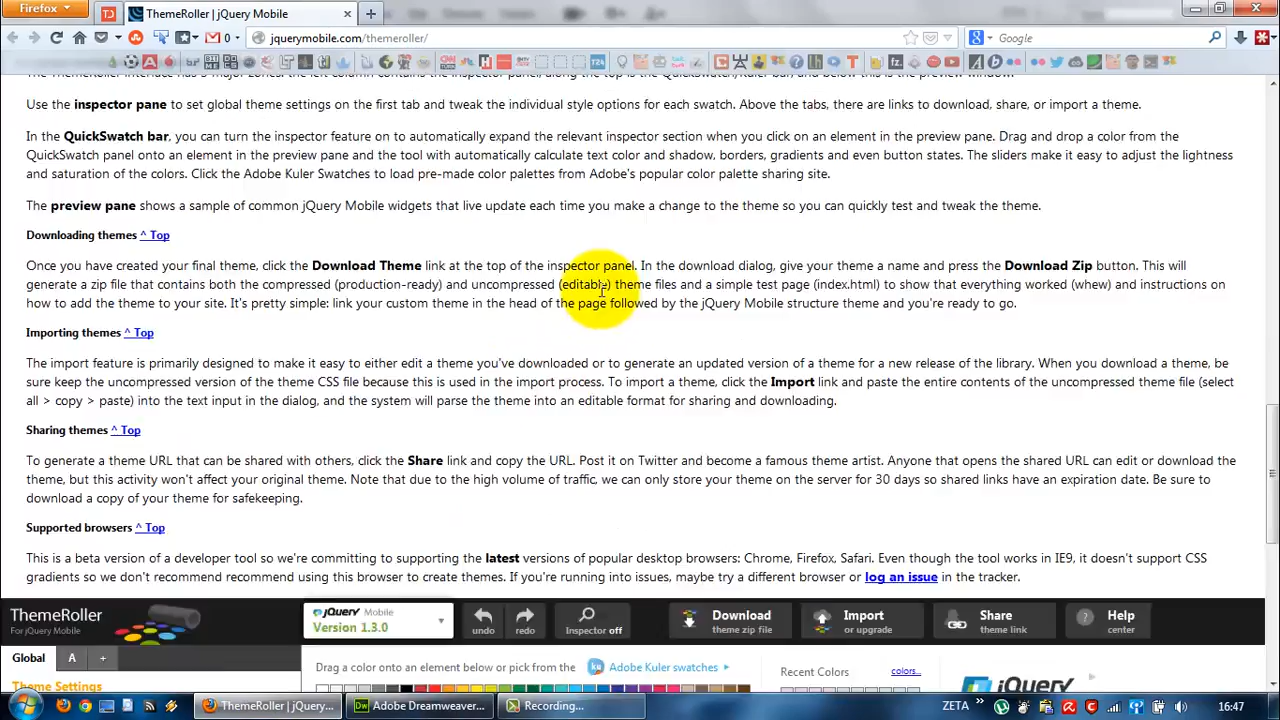 Firefox
ThemeRoller | jQuery Mobile
0
jquerymobile.com/themeroller/
Google
The ThemeRoller interface has 3 major zones: the left column contains the inspector panel, along the top is the QuickSwatch/Kuler bar, and below this is the preview window.
Use the inspector pane to set global theme settings on the first tab and tweak the individual style options for each swatch. Above the tabs, there are links to download, share, or import a theme.
In the QuickSwatch bar, you can turn the inspector feature on to automatically expand the relevant inspector section when you click on an element in the preview pane. Drag and drop a color from the
QuickSwatch panel onto an element in the preview pane and the tool with automatically calculate text color and shadow, borders, gradients and even button states. The sliders make it easy to adjust the lightness
and saturation of the colors. Click the Adobe Kuler Swatches to load pre-made color palettes from Adobe's popular color palette sharing site.
The preview pane shows a sample of common jQuery Mobile widgets that live update each time you make a change to the theme so you can quickly test and tweak the theme.
Downloading themes ^ Top
Once you have created your final theme, click the Download Theme link at the top of the inspector panel. In the download dialog, give your theme a name and press the Download Zip button. This will
generate a zip file that contains both the compressed (production-ready) and uncompressed (editable) theme files and a simple test page (index.html) to show that everything worked (whew) and instructions on
how to add the theme to your site. It's pretty simple: link your custom theme in the head of the page followed by the jQuery Mobile structure theme and you're ready to go.
Importing themes ^ Top
The import feature is primarily designed to make it easy to either edit a theme you've downloaded or to generate an updated version of a theme for a new release of the library. When you download a theme, be
sure keep the uncompressed version of the theme CSS file because this is used in the import process. To import a theme, click the Import link and paste the entire contents of the uncompressed theme file (select
all > copy > paste) into the text input in the dialog, and the system will parse the theme into an editable format for sharing and downloading.
Sharing themes ^ Top
To generate a theme URL that can be shared with others, click the Share link and copy the URL. Post it on Twitter and become a famous theme artist. Anyone that opens the shared URL can edit or download the
theme, but this activity won't affect your original theme. Note that due to the high volume of traffic, we can only store your theme on the server for 30 days so shared links have an expiration date. Be sure to
download a copy of your theme for safekeeping.
Supported browsers ^ Top
This is a beta version of a developer tool so we're committing to supporting the latest versions of popular desktop browsers: Chrome, Firefox, Safari. Even though the tool works in IE9, it doesn't support CSS
gradients so we don't recommend recommend using this browser to create themes. If you're running into issues, maybe try a different browser or log an issue in the tracker.
ThemeRoller
For jQuery Mobile
jQuery Mobile
Version 1.3.0
undo
redo
Inspector off
Download
theme zip file
Import
or upgrade
Share
theme link
Help
center
Global
A
+
Theme Settings
Drag a color onto an element below or pick from the
Adobe Kuler swatches
Recent Colors
colors...
jQuery
ThemeRoller | jQuery...
Adobe Dreamweaver...
Recording...
ZETA
16:47